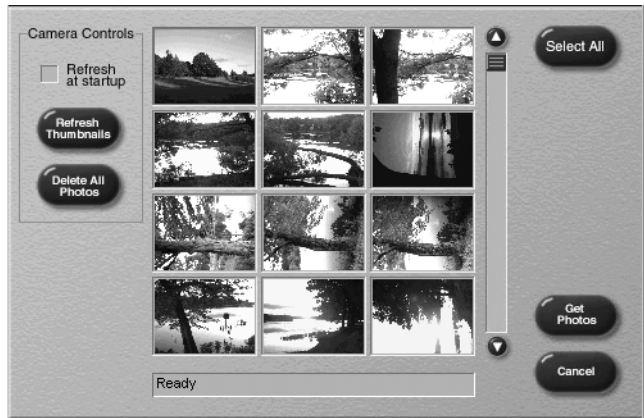 Camera Controls
Refresh
at startup
Refresh
Thumbnails
Delete All
Photos
Select All
Get
Photos
Cancel
Ready